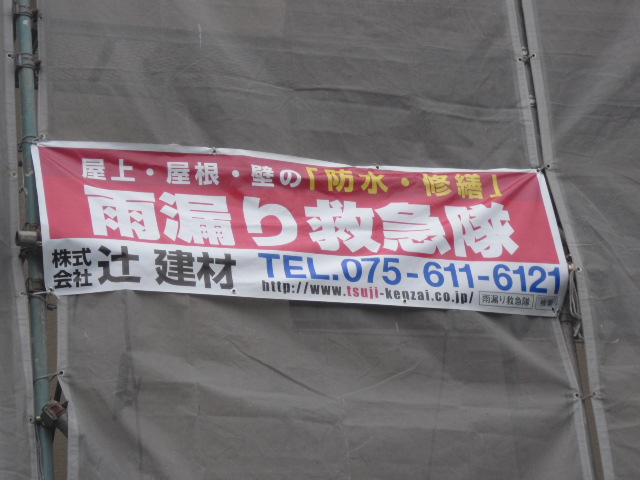 屋上・屋根・壁の「防水・修繕」
雨漏り救急隊
株式会社 辻 建材
TEL.075-611-6121
http://www.tsuji-kenzai.co.jp/
雨漏り救急隊 検索